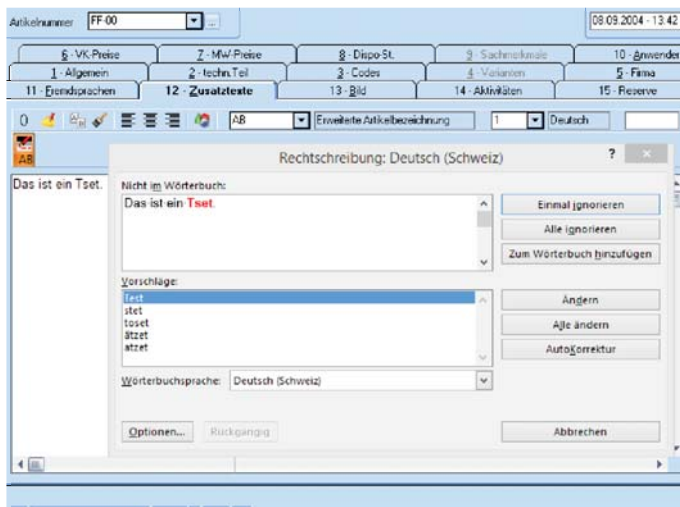 Artikelnummer FF-00 ... 08.09.2004 - 13:42
6 - VK-Preise 7 - MW-Preise 8 - Dispo-St. 9 - Sachmerkmale 10 - Anwender
1 - Allgemein 2 - techn.Teil 3 - Codes 4 - Varianten 5 - Firma
11 - Fremdsprachen 12 - Zusatztexte 13 - Bild 14 - Aktivitäten 15 - Reserve
0 AB Erweiterte Artikelbezeichnung 1 Deutsch
AB
Rechtschreibung: Deutsch (Schweiz) ? ×
Das ist ein Tset.
Nicht im Wörterbuch:
Das ist ein Tset.
Einmal ignorieren
Alle ignorieren
Zum Wörterbuch hinzufügen
Vorschläge:
Test
stet
toset
ätzet
atzet
Ändern
Alle ändern
AutoKorrektur
Wörterbuchsprache: Deutsch (Schweiz)
Optionen... Rückgängig Abbrechen